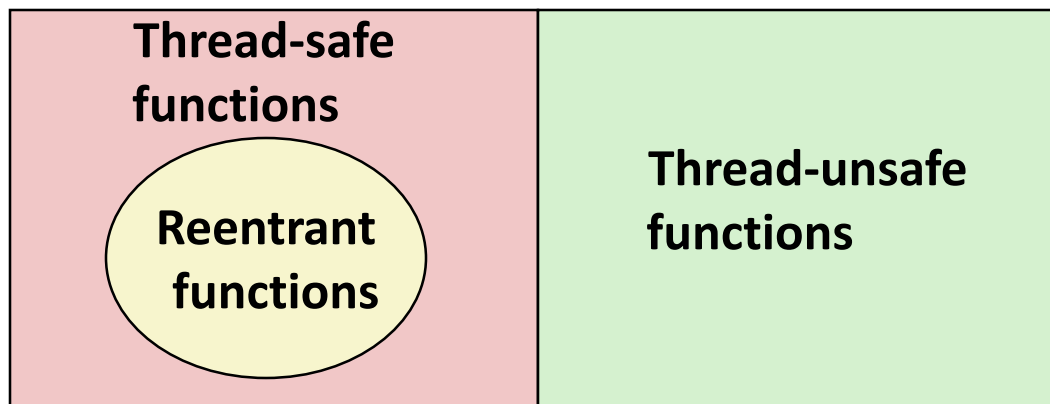 Thread-safe
functions
Reentrant
functions
Thread-unsafe
functions